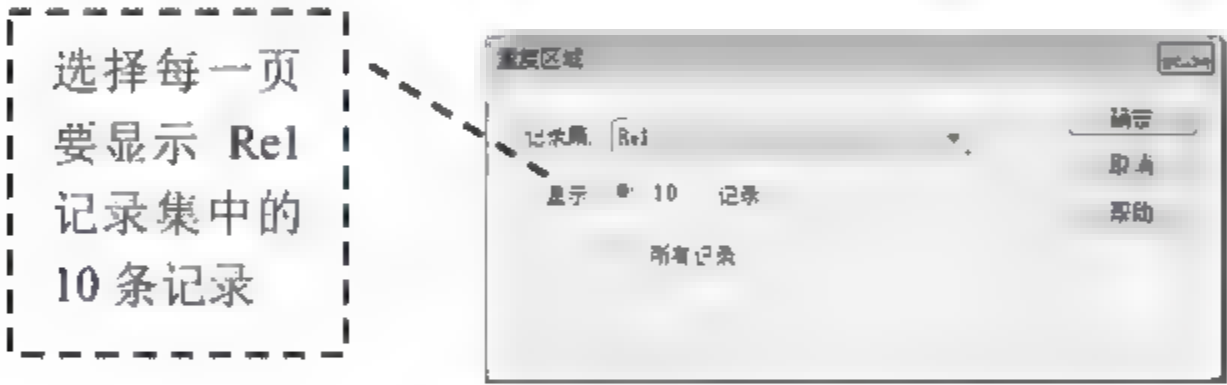 选择每一页
要显示 Re1
记录集中的
10 条记录
重复区域
记录集: Re1
显示 10 记录
所有记录
确定
取消
帮助